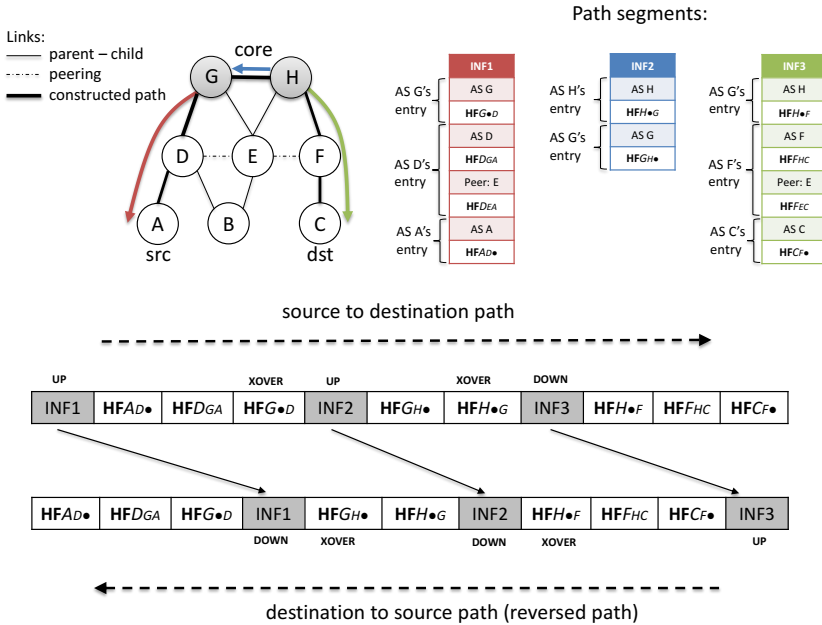 Path segments:
Links:
parent – child
peering
constructed path
core
G
H
D
E
F
A
B
C
src
dst
INF1
AS G
HFG●D
AS D
HFDGA
Peer: E
HFDEA
AS A
HFAD●
AS G's
entry
AS D's
entry
AS A's
entry
INF2
AS H
HFH●G
AS G
HFGH●
AS H's
entry
AS G's
entry
INF3
AS H
HFH●F
AS F
HFFHC
Peer: E
HFFEC
AS C
HFCF●
AS G's
entry
AS F's
entry
AS C's
entry
source to destination path
UP XOVER UP XOVER DOWN
INF1 HFAD● HFDGA HFG●D INF2 HFGH● HFH●G INF3 HFH●F HFFHC HFCF●
HFAD● HFDGA HFG●D INF1 HFGH● HFH●G INF2 HFH●F HFFHC HFCF● INF3
DOWN XOVER DOWN XOVER UP
destination to source path (reversed path)